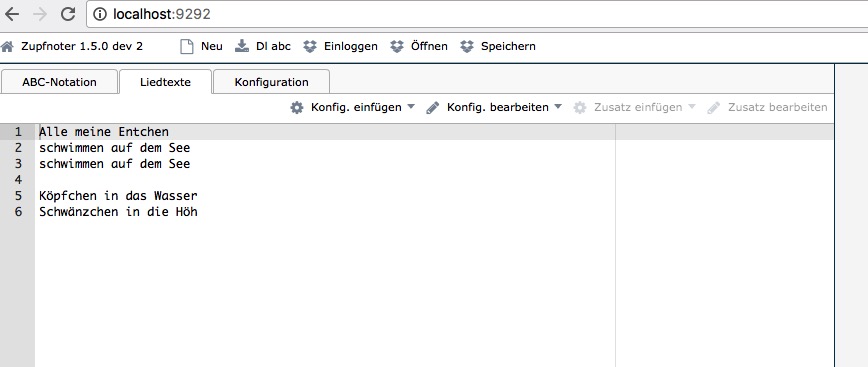 localhost:9292
Zupfnoter 1.5.0 dev 2 Neu Dl abc Einloggen Öffnen Speichern
ABC-Notation Liedtexte Konfiguration
Konfig. einfügen Konfig. bearbeiten Zusatz einfügen Zusatz bearbeiten
1 Alle meine Entchen
2 schwimmen auf dem See
3 schwimmen auf dem See
4
5 Köpfchen in das Wasser
6 Schwänzchen in die Höh